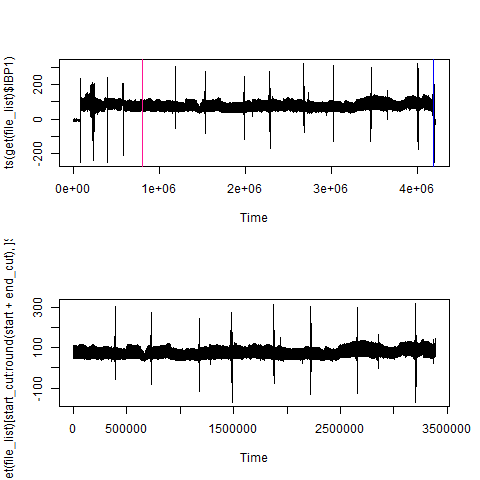 ts(get(file_list)$IBP1)
200
0
-200
0e+00 1e+06 2e+06 3e+06 4e+06
Time
et(file_list)[start_cut:round(start + end_cut), ]
300
100
-100
0 500000 1500000 2500000 3500000
Time